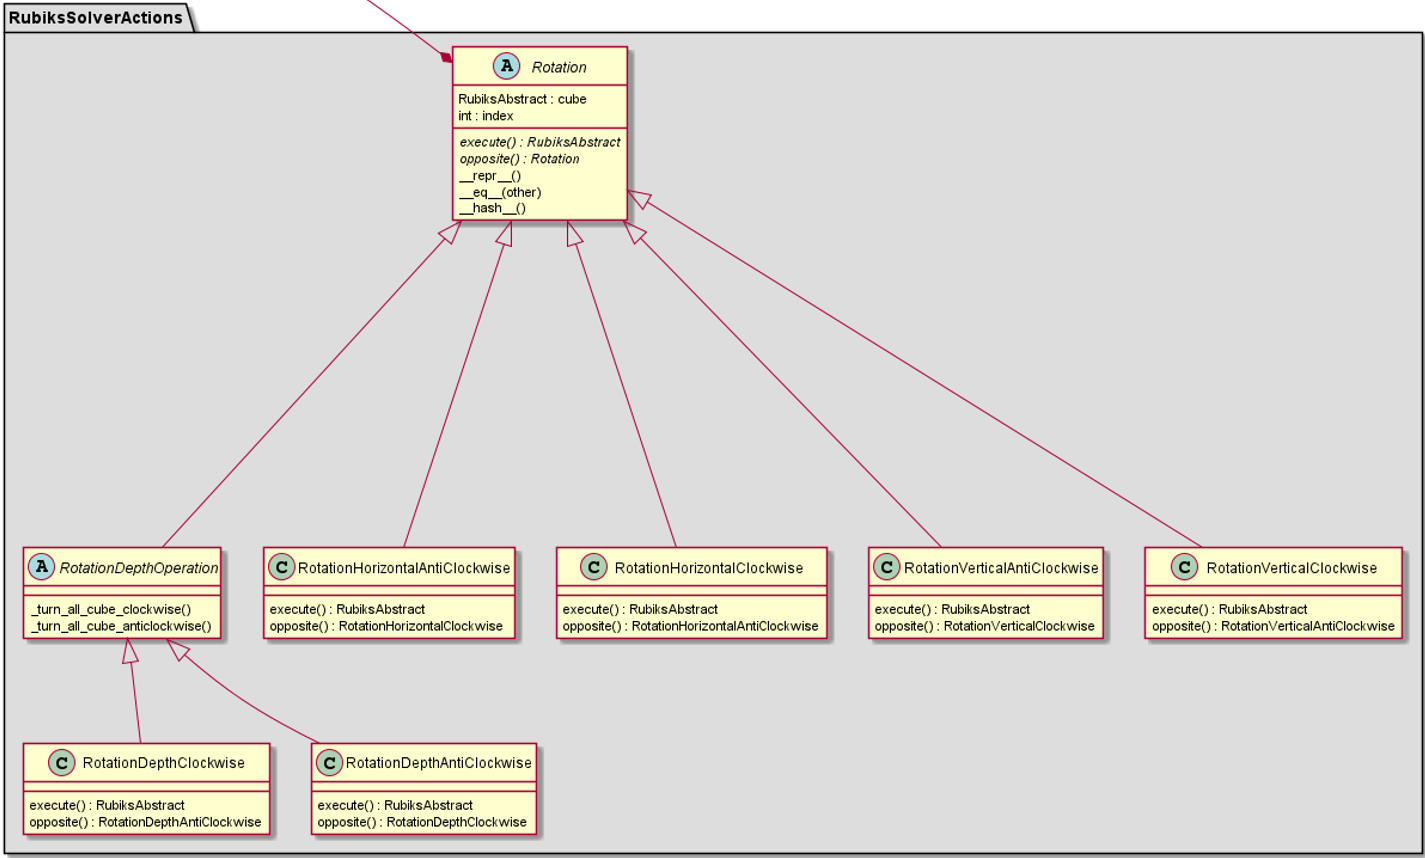 RubiksSolverActions
A Rotation
RubiksAbstract : cube
int : index
execute() : RubiksAbstract
opposite() : Rotation
__repr__()
__eq__(other)
__hash__()
A RotationDepthOperation
_turn_all_cube_clockwise()
_turn_all_cube_anticlockwise()
C RotationHorizontalAntiClockwise
execute() : RubiksAbstract
opposite() : RotationHorizontalClockwise
C RotationHorizontalClockwise
execute() : RubiksAbstract
opposite() : RotationHorizontalAntiClockwise
C RotationVerticalAntiClockwise
execute() : RubiksAbstract
opposite() : RotationVerticalClockwise
C RotationVerticalClockwise
execute() : RubiksAbstract
opposite() : RotationVerticalAntiClockwise
C RotationDepthClockwise
execute() : RubiksAbstract
opposite() : RotationDepthAntiClockwise
C RotationDepthAntiClockwise
execute() : RubiksAbstract
opposite() : RotationDepthClockwise